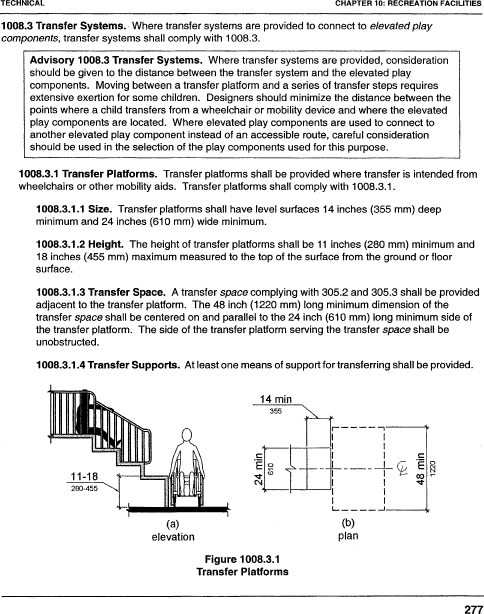 TECHNICAL CHAPTER 10: RECREATION FACILITIES
1008.3 Transfer Systems. Where transfer systems are provided to connect to elevated play
components, transfer systems shall comply with 1008.3.
Advisory 1008.3 Transfer Systems. Where transfer systems are provided, consideration
should be given to the distance between the transfer system and the elevated play
components. Moving between a transfer platform and a series of transfer steps requires
extensive exertion for some children. Designers should minimize the distance between the
points where a child transfers from a wheelchair or mobility device and where the elevated
play components are located. Where elevated play components are used to connect to
another elevated play component instead of an accessible route, careful consideration
should be used in the selection of the play components used for this purpose.
1008.3.1 Transfer Platforms. Transfer platforms shall be provided where transfer is intended from
wheelchairs or other mobility aids. Transfer platforms shall comply with 1008.3.1.
1008.3.1.1 Size. Transfer platforms shall have level surfaces 14 inches (355 mm) deep
minimum and 24 inches (610 mm) wide minimum.
1008.3.1.2 Height. The height of transfer platforms shall be 11 inches (280 mm) minimum and
18 inches (455 mm) maximum measured to the top of the surface from the ground or floor
surface.
1008.3.1.3 Transfer Space. A transfer space complying with 305.2 and 305.3 shall be provided
adjacent to the transfer platform. The 48 inch (1220 mm) long minimum dimension of the
transfer space shall be centered on and parallel to the 24 inch (610 mm) long minimum side of
the transfer platform. The side of the transfer platform serving the transfer space shall be
unobstructed.
1008.3.1.4 Transfer Supports. At least one means of support for transferring shall be provided.
14 min
355
24 min
610
48 min
1220
11-18
280-455
(a)
elevation
(b)
plan
Figure 1008.3.1
Transfer Platforms
277